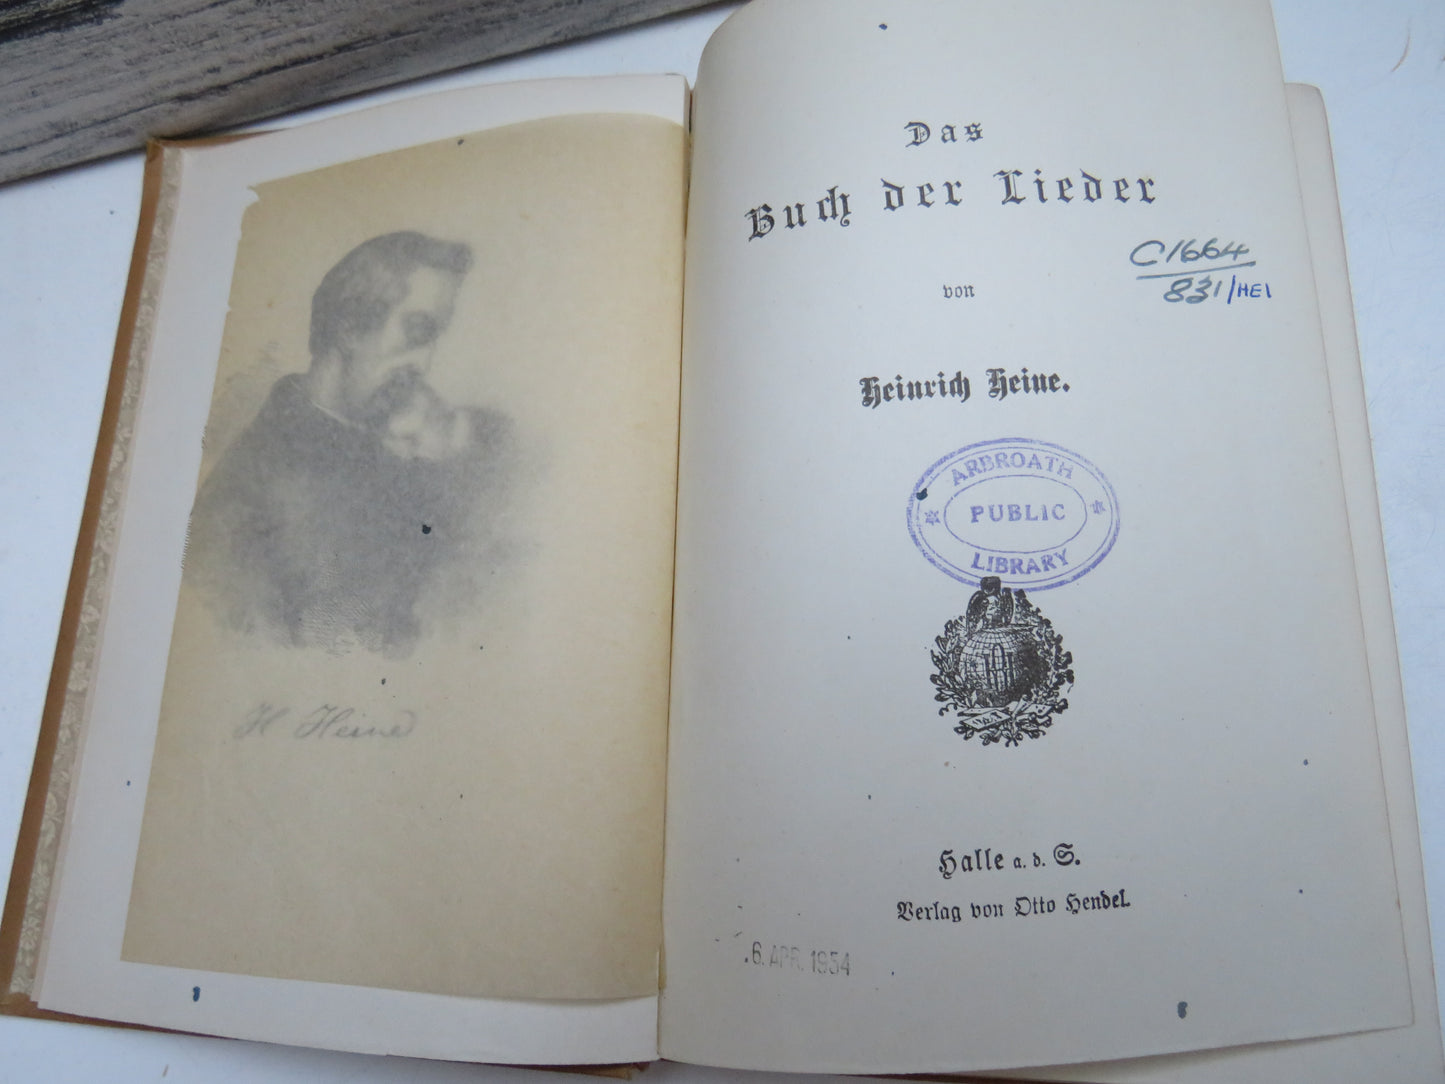 H Heine
Das
Buch der Lieder
von
C1664
831/HEI
Heinrich Heine.
ARBROATH
PUBLIC
LIBRARY
Halle a. d. S.
Verlag von Otto Hendel.
.6. APR. 1954